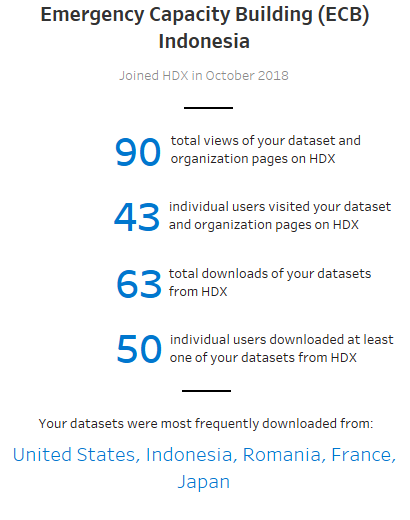 Emergency Capacity Building (ECB)
Indonesia
Joined HDX in October 2018
90 total views of your dataset and
organization pages on HDX
43 individual users visited your dataset
and organization pages on HDX
63 total downloads of your datasets
from HDX
50 individual users downloaded at least
one of your datasets from HDX
Your datasets were most frequently downloaded from:
United States, Indonesia, Romania, France,
Japan